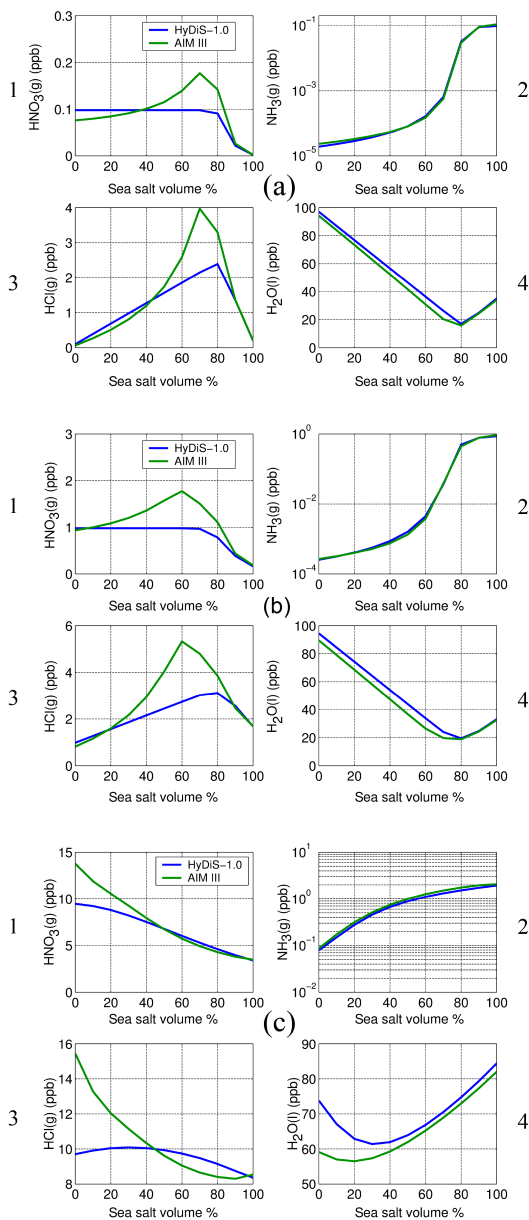 0.3
HyDiS−1.0
AIM III
0.2
0.1
0
HNO3(g) (ppb)
0 20 40 60 80 100
Sea salt volume %
1
10−1
10−3
10−5
NH3(g) (ppb)
0 20 40 60 80 100
Sea salt volume %
2
(a)
4
3
2
1
0
HCl(g) (ppb)
0 20 40 60 80 100
Sea salt volume %
3
100
80
60
40
20
0
H2O(l) (ppb)
0 20 40 60 80 100
Sea salt volume %
4
3
HyDiS−1.0
AIM III
2
1
0
HNO3(g) (ppb)
0 20 40 60 80 100
Sea salt volume %
1
100
10−2
10−4
NH3(g) (ppb)
0 20 40 60 80 100
Sea salt volume %
2
(b)
6
4
2
0
HCl(g) (ppb)
0 20 40 60 80 100
Sea salt volume %
3
100
80
60
40
20
0
H2O(l) (ppb)
0 20 40 60 80 100
Sea salt volume %
4
15
HyDiS−1.0
AIM III
10
5
0
HNO3(g) (ppb)
0 20 40 60 80 100
Sea salt volume %
1
101
100
10−1
10−2
NH3(g) (ppb)
0 20 40 60 80 100
Sea salt volume %
2
(c)
16
14
12
10
8
HCl(g) (ppb)
0 20 40 60 80 100
Sea salt volume %
3
90
80
70
60
50
H2O(l) (ppb)
0 20 40 60 80 100
Sea salt volume %
4